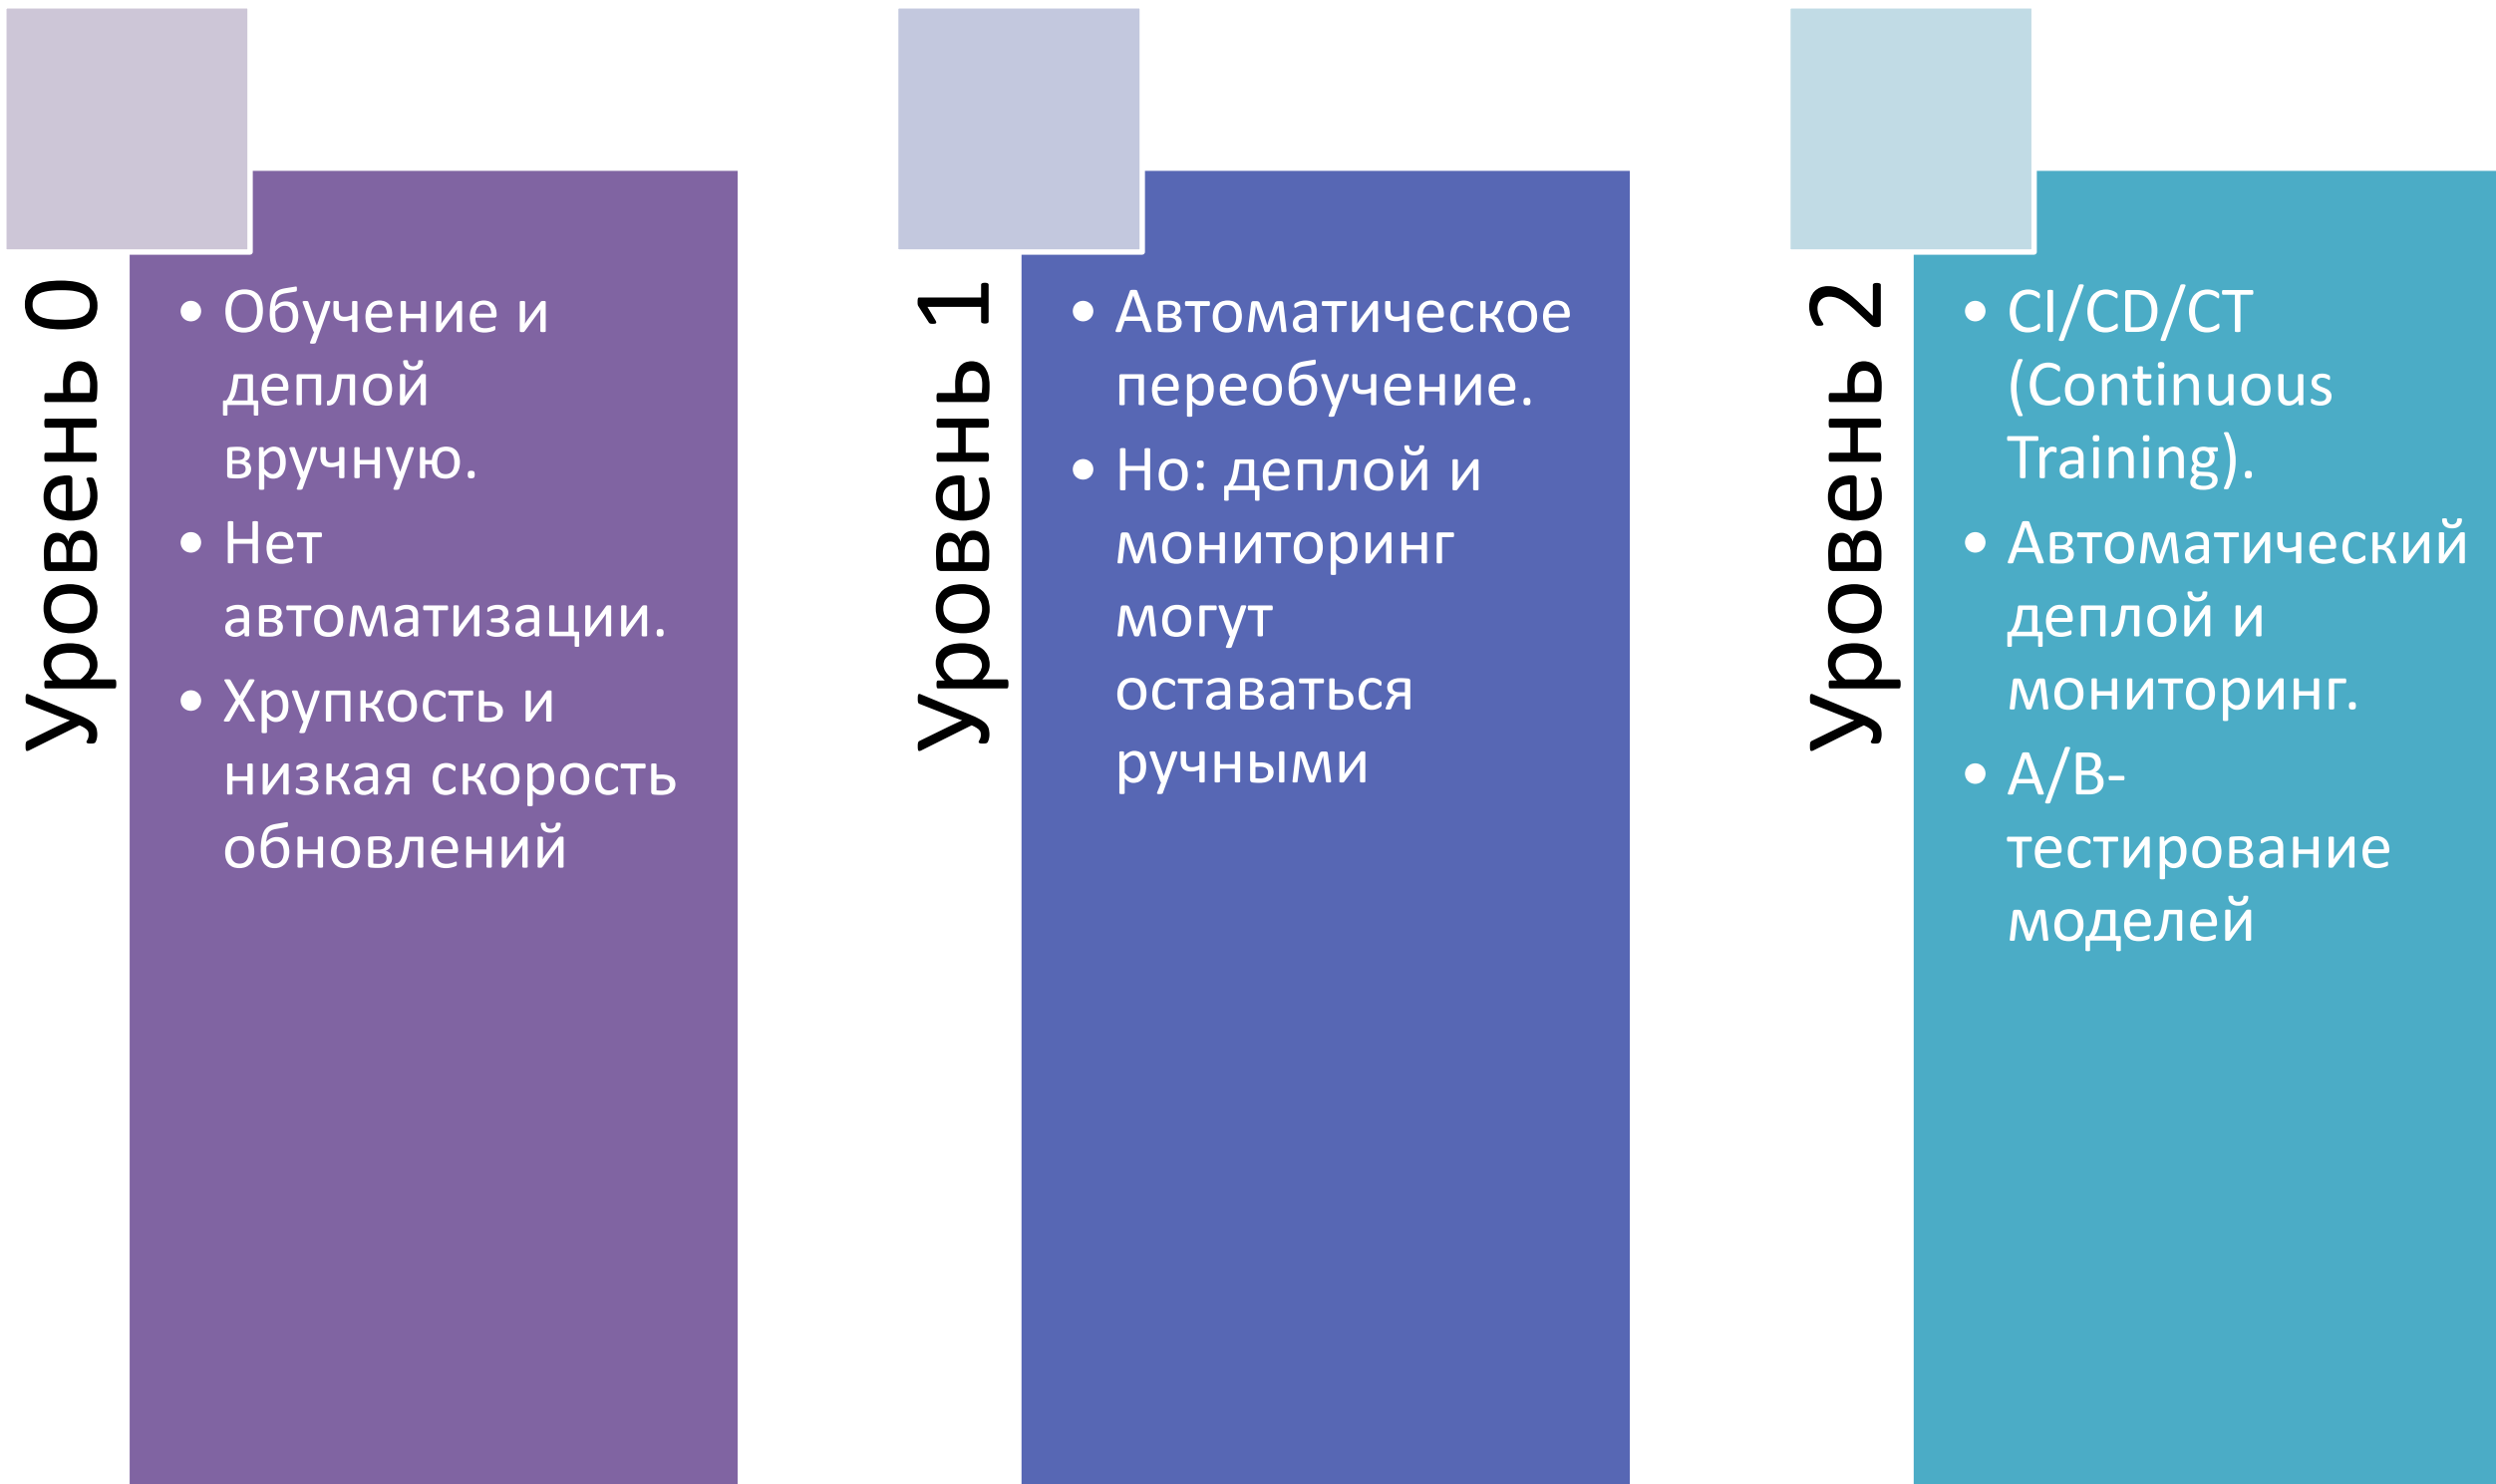 уровень 0
• Обучение и
деплой
вручную.
• Нет
автоматизации.
• Хрупкость и
низкая скорость
обновлений
уровень 1
• Автоматическое
переобучение.
• Но: деплой и
мониторинг
могут
оставаться
ручными
уровень 2
• CI/CD/CT
(Continuous
Training).
• Автоматический
деплой и
мониторинг.
• A/B-
тестирование
моделей